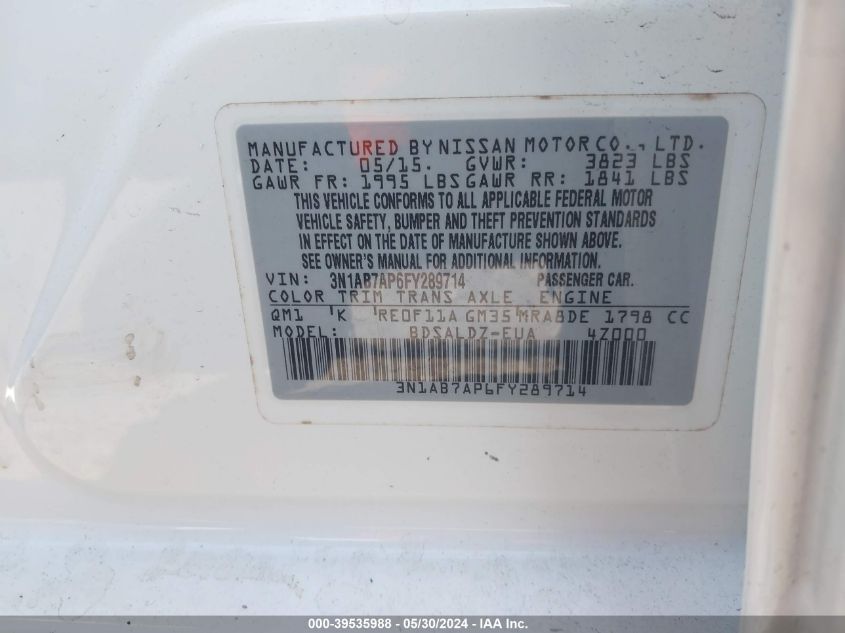 MANUFACTURED BY NISSAN MOTOR CO., LTD.
DATE: 05/15. GVWR: 3823 LBS
GAWR FR: 1995 LBS GAWR RR: 1841 LBS
THIS VEHICLE CONFORMS TO ALL APPLICABLE FEDERAL MOTOR
VEHICLE SAFETY, BUMPER AND THEFT PREVENTION STANDARDS
IN EFFECT ON THE DATE OF MANUFACTURE SHOWN ABOVE.
SEE OWNER'S MANUAL FOR ADDITIONAL INFORMATION.
VIN: 3N1AB7AP6FY289714 PASSENGER CAR.
COLOR TRIM TRANS AXLE ENGINE
QM1 'K 'RE0F11A GM35'MRA8DE 1798 CC
MODEL: BDSALDZ-EUA 4Z000
3N1AB7AP6FY289714
000-39535988 - 05/30/2024 - IAA Inc.